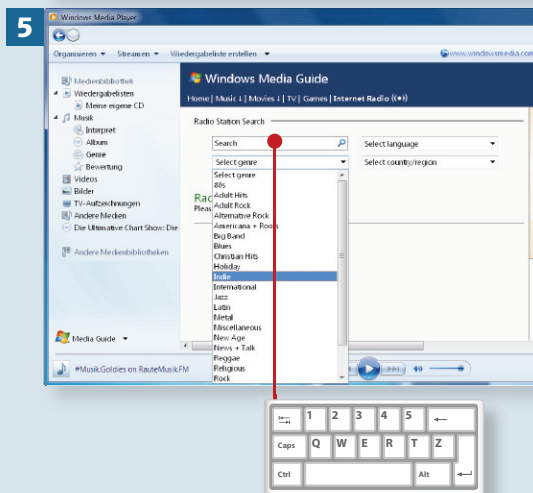 5
Windows Media Player
Organisieren Streamen Wiedergabeliste erstellen www.windowsmedia.com
Medienbibliothek
Wiedergabelisten
Meine eigene CD
Musik
Interpret
Album
Genre
Bewertung
Videos
Bilder
TV-Aufzeichnungen
Andere Medien
Die Ultimative Chart Show: Die
Andere Medienbibliotheken
Media Guide
Windows Media Guide
Home | Music | Movies | TV | Games | Internet Radio
Radio Station Search
Search Select language
Select genre Select country/region
Select genre
80s
Adult Hits
Adult Rock
Alternative Rock
Americana + Roots
Big Band
Blues
Christian Hits
Holiday
Indie
International
Jazz
Latin
Metal
Miscellaneous
New Age
News + Talk
Reggae
Religious
Rock
#MusikGoldies on RauteMusik.FM
1 2 3 4 5
Caps Q W E R T Z
Ctrl Alt